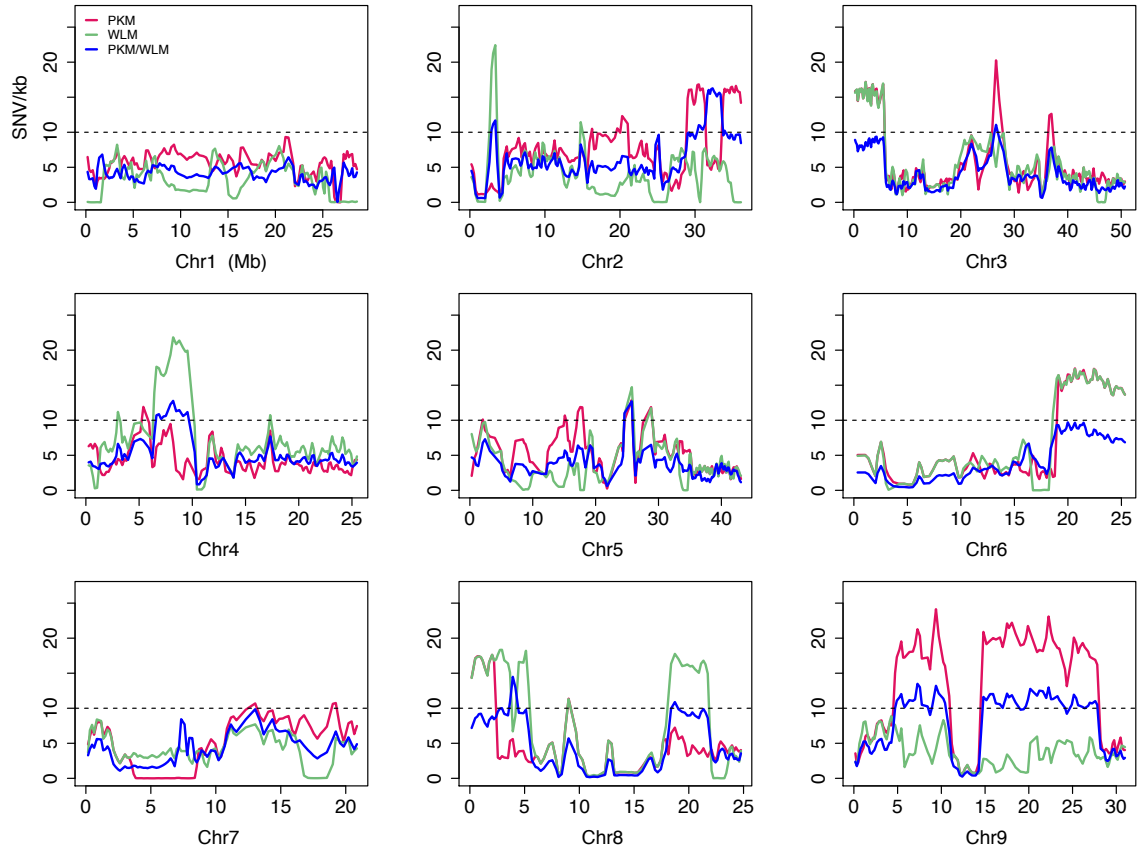 PKM
WLM
PKM/WLM
SNV/kb
0 5 10 20
0 5 10 15 20 25
Chr1 (Mb)
0 5 10 20
0 10 20 30
Chr2
0 5 10 20
0 10 20 30 40 50
Chr3
0 5 10 20
0 5 10 15 20 25
Chr4
0 5 10 20
0 10 20 30 40
Chr5
0 5 10 20
0 5 10 15 20 25
Chr6
0 5 10 20
0 5 10 15 20
Chr7
0 5 10 20
0 5 10 15 20 25
Chr8
0 5 10 20
0 5 10 15 20 25 30
Chr9